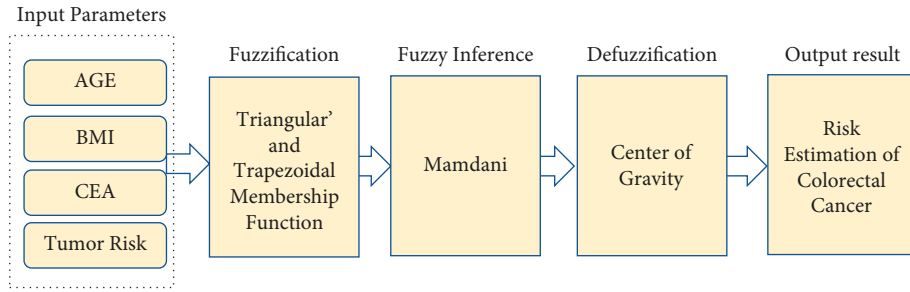 Input Parameters
AGE
BMI
CEA
Tumor Risk
Fuzzification
Triangular’
and
Trapezoidal
Membership
Function
Fuzzy Inference
Mamdani
Defuzzification
Center of
Gravity
Output result
Risk
Estimation of
Colorectal
Cancer